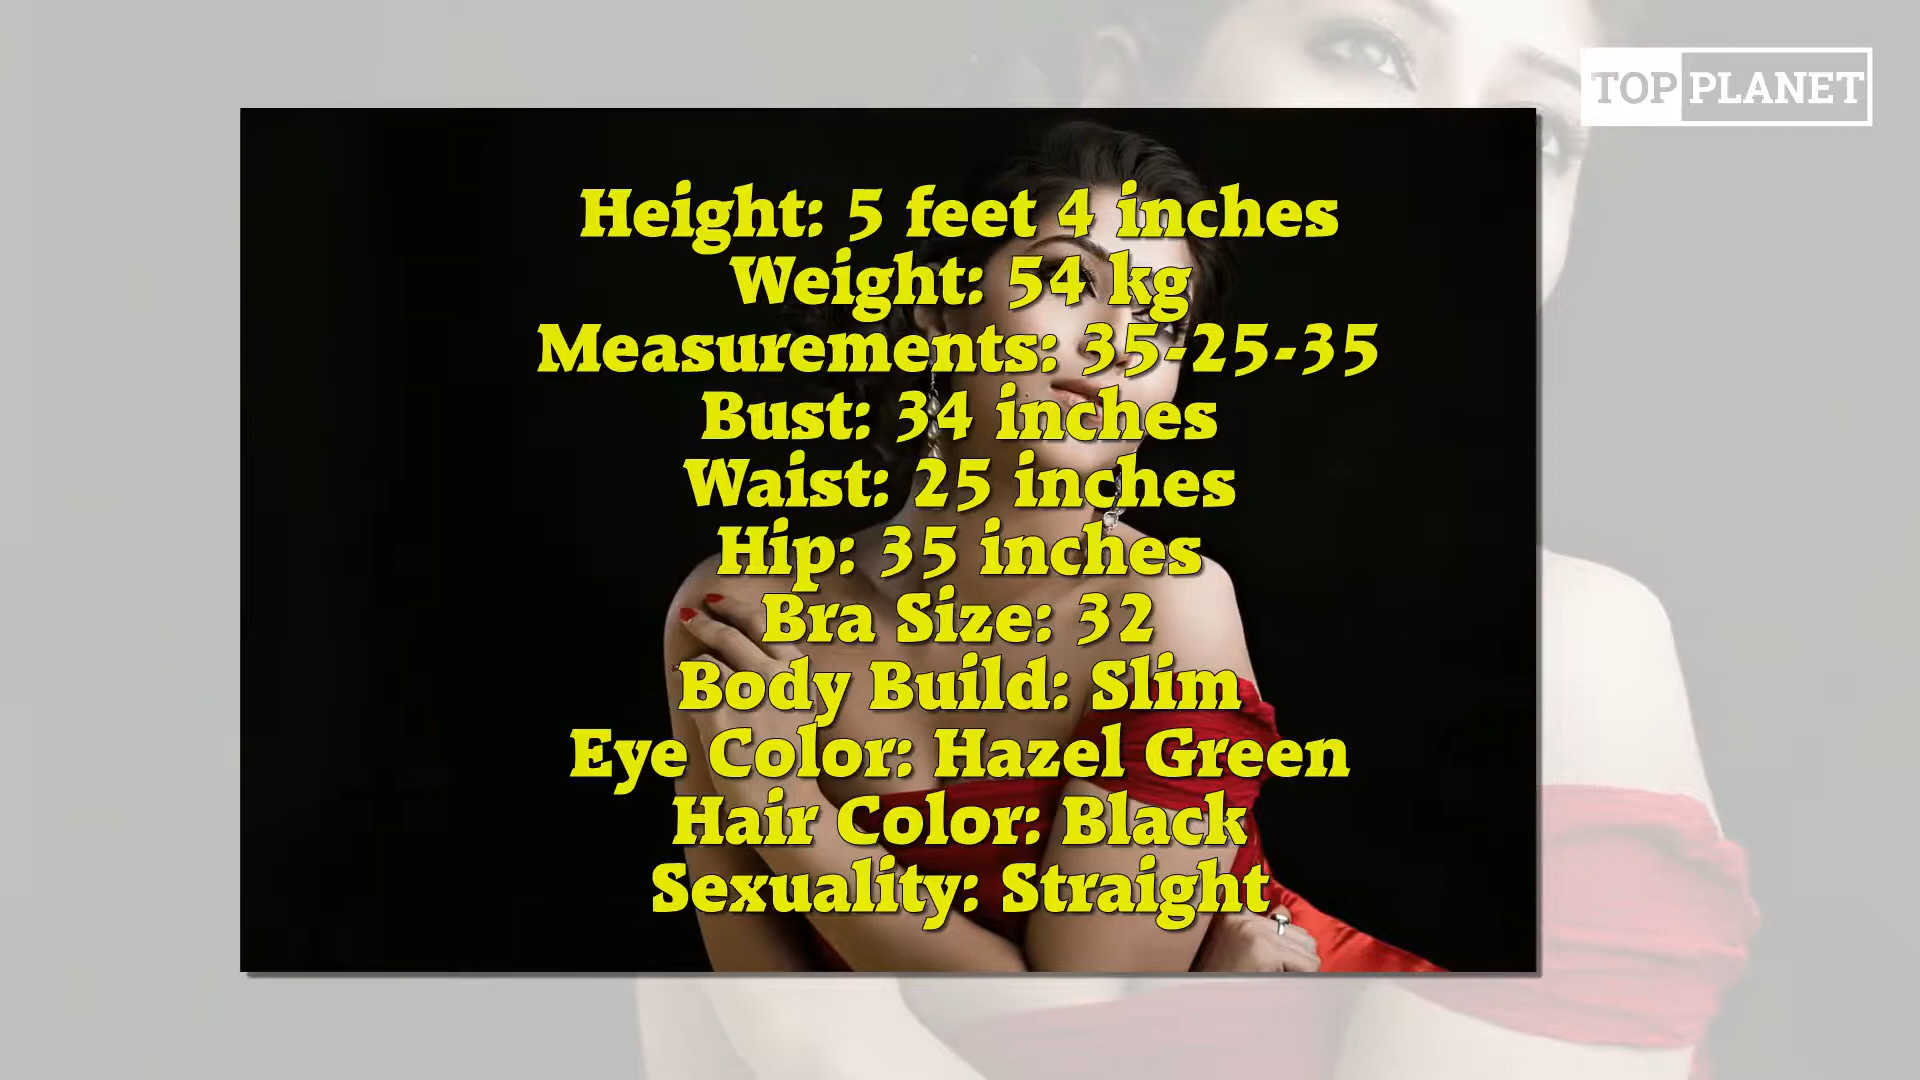 TOP PLANET
Height: 5 feet 4 inches
Weight: 54 kg
Measurements: 35-25-35
Bust: 34 inches
Waist: 25 inches
Hip: 35 inches
Bra Size: 32
Body Build: Slim
Eye Color: Hazel Green
Hair Color: Black
Sexuality: Straight